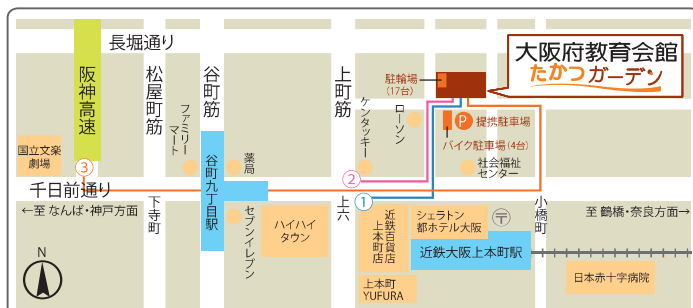 長堀通り
阪神高速
松屋町筋
谷町筋
上町筋
駐輪場
(17台)
大阪府教育会館
たかつガーデン
ファミリーマート
ケンタッキー
ローソン
P
提携駐車場
バイク駐車場(4台)
国立文楽
劇場
谷町九丁目駅
薬局
社会福祉
センター
③
②
千日前通り
①
←至 なんば・神戸方面
下寺町
セブンイレブン
ハイハイ
タウン
上六
近鉄百貨店
上本町店
シェラトン
都ホテル大阪
〒
小橋町
至 鶴橋・奈良方面→
近鉄大阪上本町駅
N
上本町
YUFURA
日本赤十字病院